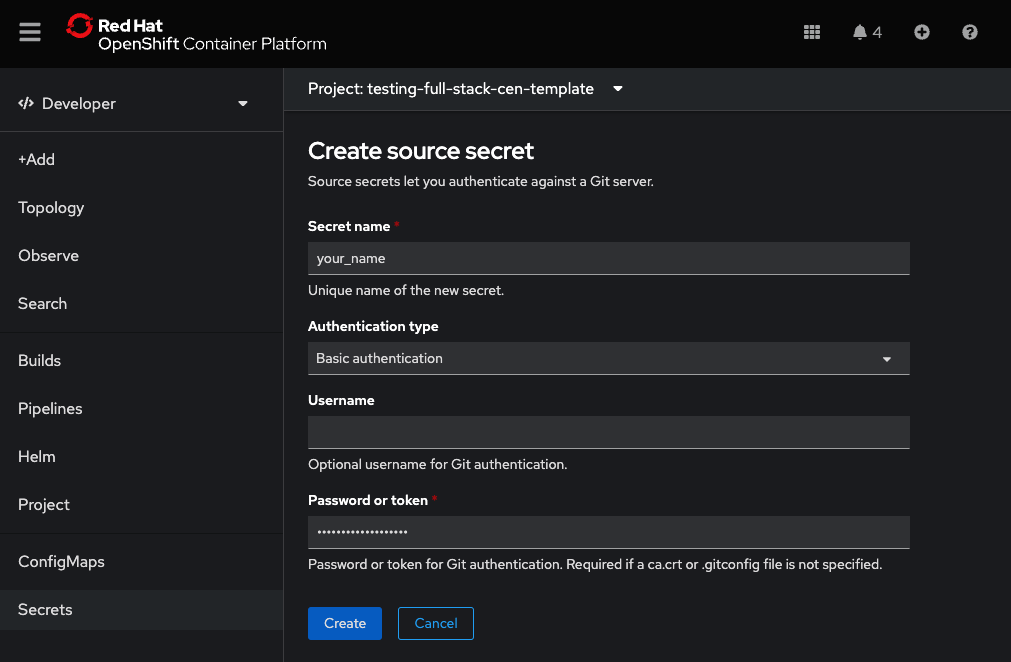 Red Hat
OpenShift Container Platform
4
Developer
Project: testing-full-stack-cen-template
+Add
Topology
Observe
Search
Builds
Pipelines
Helm
Project
ConfigMaps
Secrets
Create source secret
Source secrets let you authenticate against a Git server.
Secret name *
your_name
Unique name of the new secret.
Authentication type
Basic authentication
Username
Optional username for Git authentication.
Password or token *
•••••••••••••••••••
Password or token for Git authentication. Required if a ca.crt or .gitconfig file is not specified.
Create
Cancel